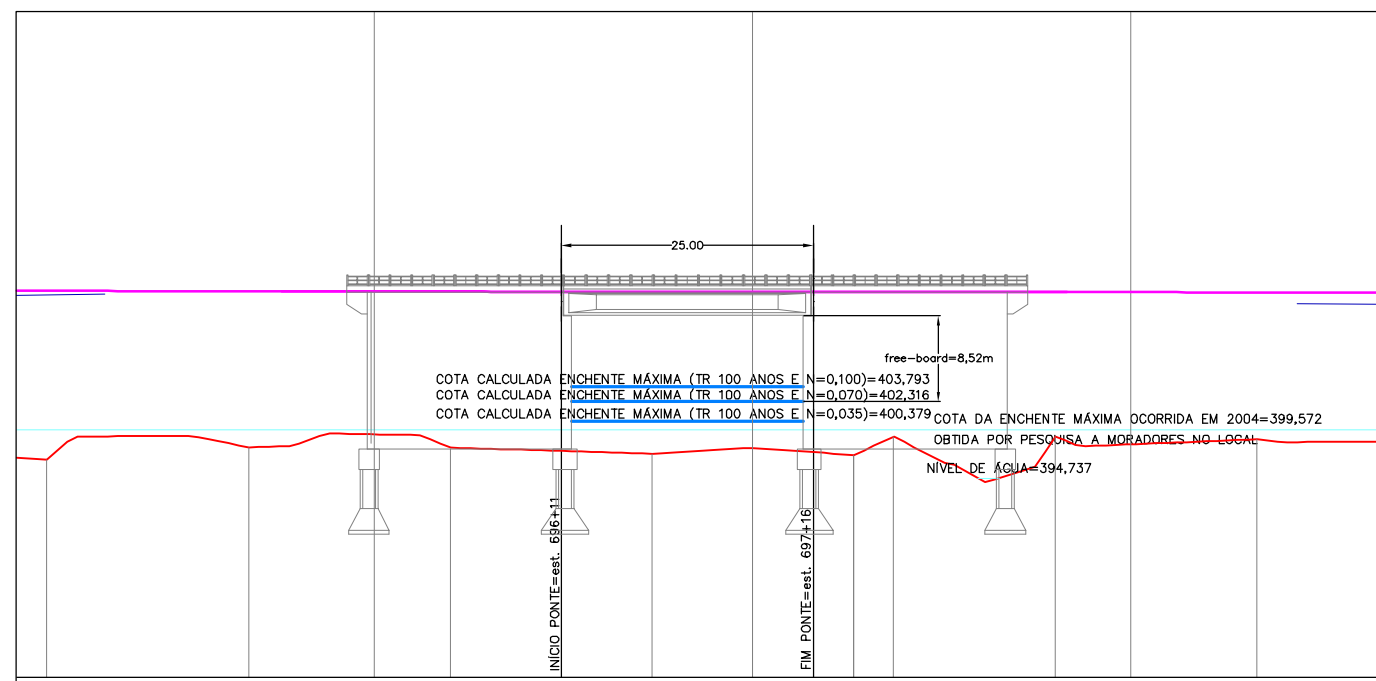 25.00
free-board=8,52m
COTA CALCULADA ENCHENTE MÁXIMA (TR 100 ANOS E N=0,100)=403,793
COTA CALCULADA ENCHENTE MÁXIMA (TR 100 ANOS E N=0,070)=402,316
COTA CALCULADA ENCHENTE MÁXIMA (TR 100 ANOS E N=0,035)=400,379
COTA DA ENCHENTE MÁXIMA OCORRIDA EM 2004=399,572
OBTIDA POR PESQUISA A MORADORES NO LOCAL
NÍVEL DE ÁGUA=394,737
INÍCIO PONTE=est. 696+11
FIM PONTE=est. 697+16